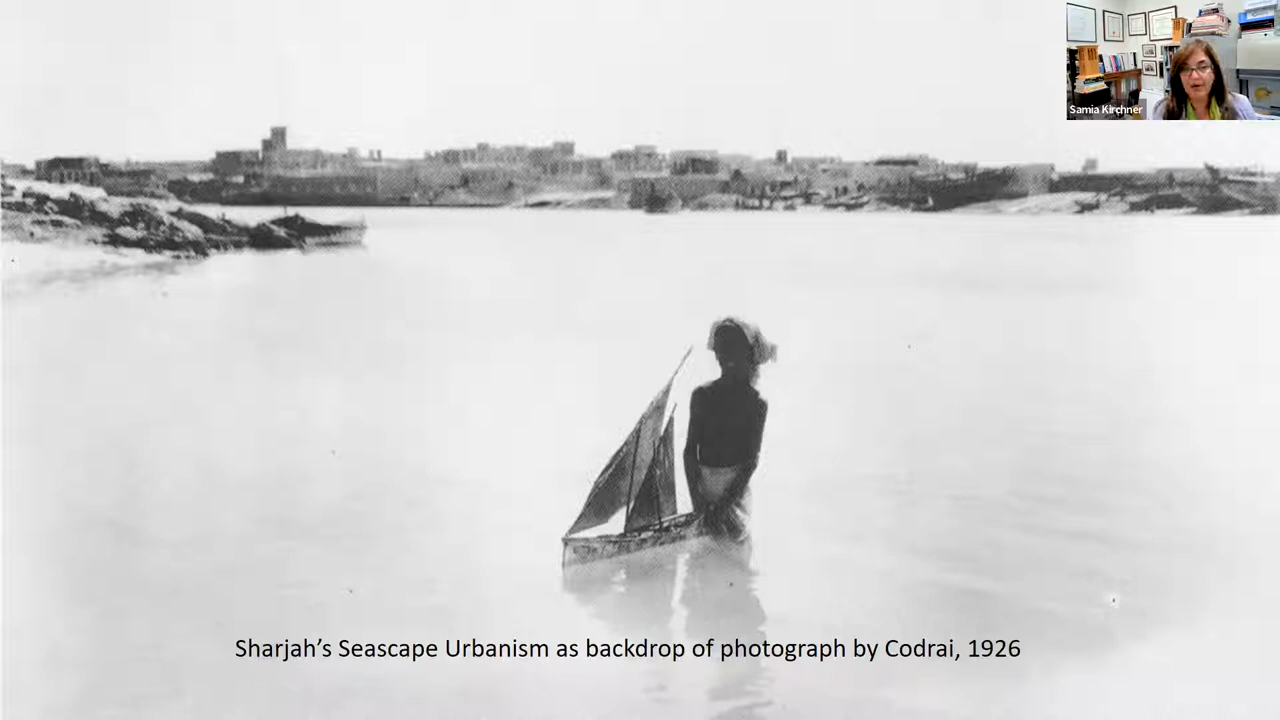 Samia Kirchner
Sharjah’s Seascape Urbanism as backdrop of photograph by Codrai, 1926